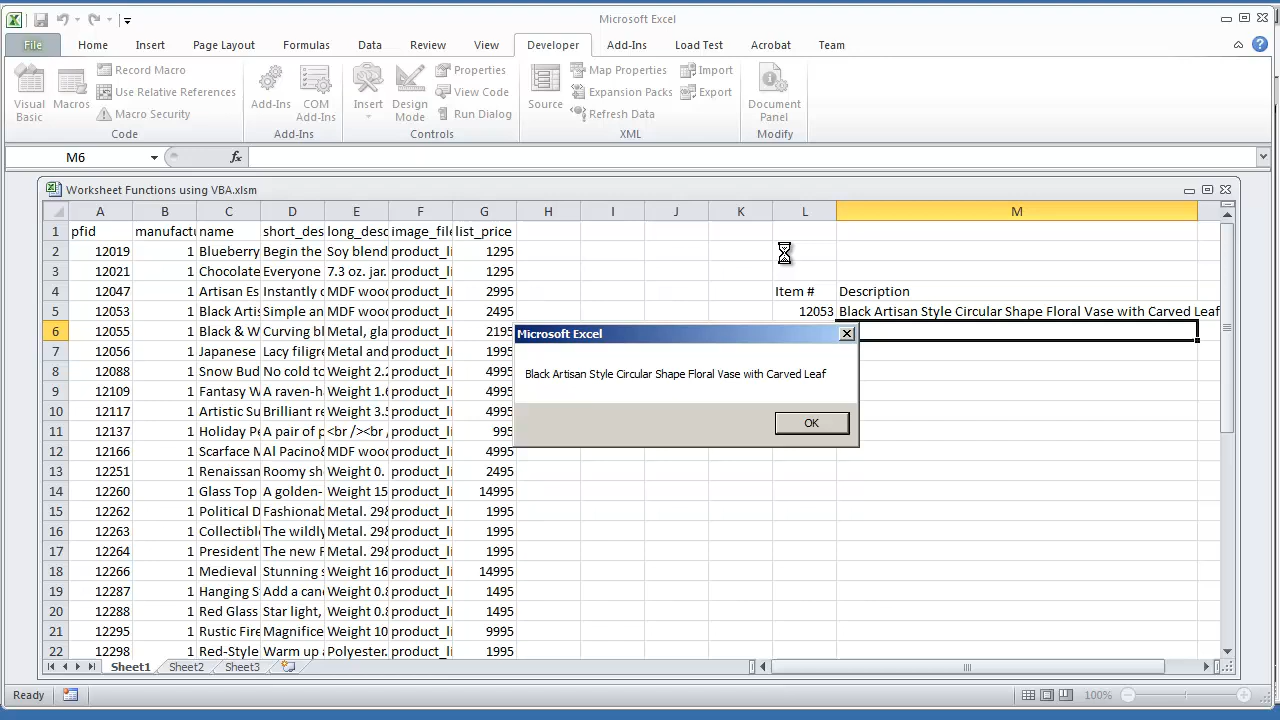 Microsoft Excel
File Home Insert Page Layout Formulas Data Review View Developer Add-Ins Load Test Acrobat Team
Visual Basic
Macros
Record Macro
Use Relative References
Macro Security
Code
Add-Ins
COM Add-Ins
Add-Ins
Insert
Design Mode
Properties
View Code
Run Dialog
Controls
Source
Map Properties
Expansion Packs
Refresh Data
Import
Export
XML
Document Panel
Modify
M6 fx
Worksheet Functions using VBA.xlsm
A B C D E F G H I J K L M
1 pfid manufactu name short_des long_desc image_file list_price
2 12019 1 Blueberry Begin the Soy blend product_li 1295
3 12021 1 Chocolate Everyone 7.3 oz. jar. product_li 1295
4 12047 1 Artisan Es Instantly c MDF wood product_li 2995 Item # Description
5 12053 1 Black Artis Simple an MDF wood product_li 2495 12053 Black Artisan Style Circular Shape Floral Vase with Carved Leaf
6 12055 1 Black & W Curving bl Metal, gla product_li 2195
7 12056 1 Japanese Lacy filigre Metal and product_li 1995
8 12088 1 Snow Bud No cold to Weight 2.2 product_li 4995
9 12109 1 Fantasy W A raven-h Weight 1.6 product_li 4995
10 12117 1 Artistic Su Brilliant re Weight 3.5 product_li 4995
11 12137 1 Holiday Pe A pair of p <br /><br / product_li 995
12 12166 1 Scarface M Al Pacino& MDF wood product_li 4995
13 12251 1 Renaissan Roomy sh Weight 0. product_li 2495
14 12260 1 Glass Top A golden- Weight 15 product_li 14995
15 12262 1 Political D Fashionab Metal. 298 product_li 1995
16 12263 1 Collectible The wildly Metal. 298 product_li 1995
17 12264 1 President The new P Metal. 298 product_li 1995
18 12266 1 Medieval Stunning s Weight 16 product_li 14995
19 12287 1 Hanging S Add a canc Weight 0.8 product_li 1495
20 12288 1 Red Glass Star light, Weight 0.8 product_li 1495
21 12295 1 Rustic Fire Magnifice Weight 10 product_li 9995
22 12298 1 Red-Style Warm up a Polyester. product_li 1995
Microsoft Excel
Black Artisan Style Circular Shape Floral Vase with Carved Leaf
OK
Sheet1 Sheet2 Sheet3
Ready 100%